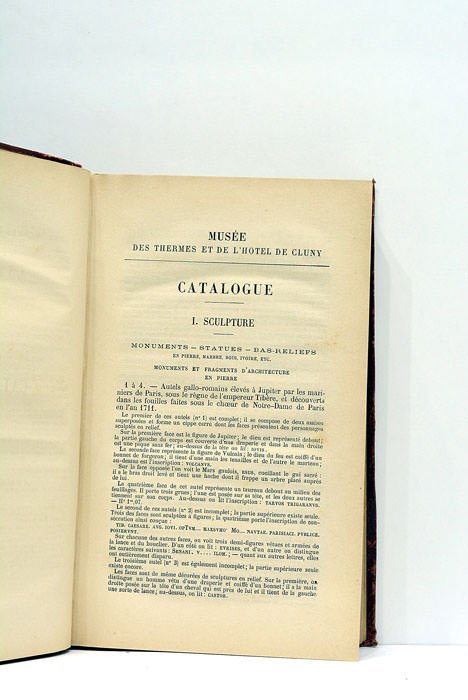 MUSÉE
DES THERMES ET DE L'HOTEL DE CLUNY
CATALOGUE
I. SCULPTURE
MONUMENTS — STATUES — BAS-RELIEFS
EN PIERRE, MARBRE, BOIS, IVOIRE, ETC.
MONUMENTS ET FRAGMENTS D'ARCHITECTURE
EN PIERRE
1 à 4. — Autels gallo-romains élevés à Jupiter par les mari-
niers de Paris, sous le règne de l'empereur Tibère, et découverts
dans les fouilles faites sous le chœur de Notre-Dame de Paris
en l'an 1711.
Le premier de ces autels (n° 1) est complet; il se compose de deux assises
superposées et forme un cippe carré dont les faces présentent des personnages
sculptés en relief.
Sur la première face est la figure de Jupiter; le dieu est représenté debout;
la partie gauche du corps est couverte d'une draperie et dans la main droite
est une pique sans fer; au-dessus de la tête on lit: IOVIS.
La seconde face représente la figure de Vulcain; le dieu du feu est coiffé d'un
bonnet de forgeron; il tient d'une main les tenailles et de l'autre le marteau;
au-dessus est l'inscription: VOLCANVS.
Sur la face opposée l'on voit le Mars gaulois, ESUS, cueillant le gui sacré;
il a le bras droit levé et tient une hache dont il frappe un arbre placé auprès
de lui.
La quatrième face de cet autel représente un taureau debout au milieu des
feuillages. Il porte trois grues; l'une est posée sur sa tête, et les deux autres se
tiennent sur son corps. Au-dessus on lit l'inscription: TARVOS TRIGARANVS.
— Hr 1m,07.
Le second de ces autels (n° 2) est incomplet; la partie supérieure existe seule.
Trois des faces sont sculptées à figures; la quatrième porte l'inscription de con-
sécration ainsi conçue:
TIB. CAESARE. AVG. IOVI. OPTVM... MAXSVMO Mo... NAVTAE. PARISIACI. PVBLICE.
POSIERVNT.
Sur chacune des autres faces, on voit trois demi-figures vêtues et armées de
la lance et du bouclier. D'un côté on lit: EVRISES, et d'un autre on distingue
les caractères suivants: SENANI. V.... ILOM. — quant aux autres lettres, elles
ont entièrement disparu.
Le troisième autel (n° 3) est également incomplet; la partie supérieure seule
existe encore.
Les faces sont de même décorées de sculptures en relief. Sur la première, on
distingue un homme vêtu d'une draperie et coiffé d'un bonnet; il a la main
droite posée sur la tête d'un cheval qui est près de lui et il tient de la gauche
une sorte de lance; au-dessus, on lit: CASTOR.